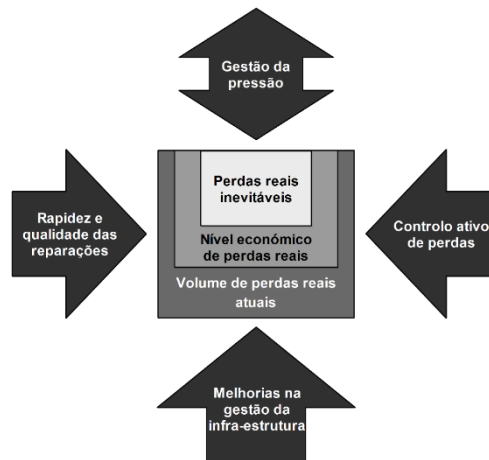 Gestão da
pressão
Rapidez e
qualidade das
reparações
Perdas reais
inevitáveis
Nível económico
de perdas reais
Volume de perdas reais
atuais
Controlo ativo
de perdas
Melhorias na
gestão da
infra-estrutura